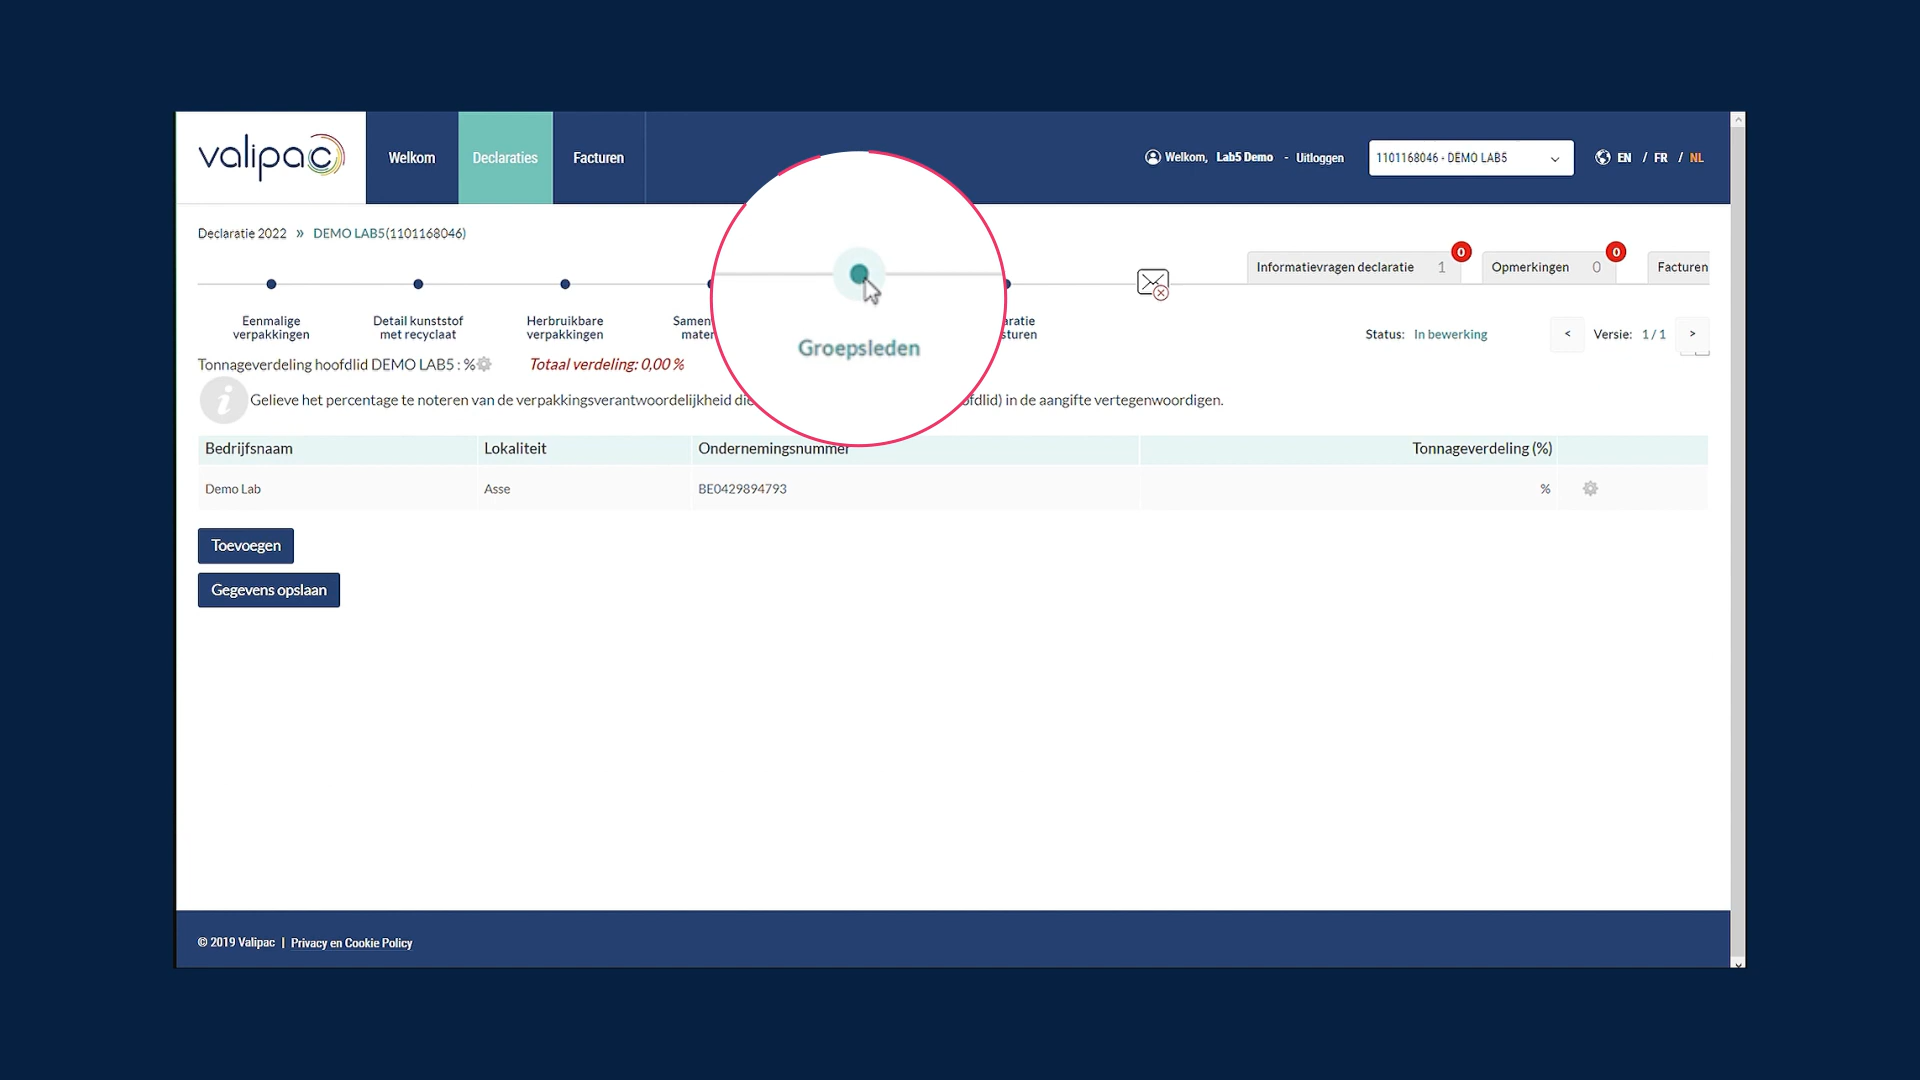 valipac
Welkom
Declaraties
Facturen
Welkom, Lab5 Demo - Uitloggen
1101168046 - DEMO LAB5
EN / FR / NL
Declaratie 2022 » DEMO LAB5(1101168046)
Informatievragen declaratie 1 0
Opmerkingen 0 0
Facturen
Eenmalige
verpakkingen
Detail kunststof
met recyclaat
Herbruikbare
verpakkingen
Groepsleden
Status: In bewerking
< Versie: 1 / 1 >
Tonnageverdeling hoofdlid DEMO LAB5 : %
Totaal verdeling: 0,00 %
i
Gelieve het percentage te noteren van de verpakkingsverantwoordelijkheid in de aangifte vertegenwoordigen.
Bedrijfsnaam Lokaliteit Ondernemingsnummer Tonnageverdeling (%)
Demo Lab Asse BE0429894793 %
Toevoegen
Gegevens opslaan
© 2019 Valipac | Privacy en Cookie Policy